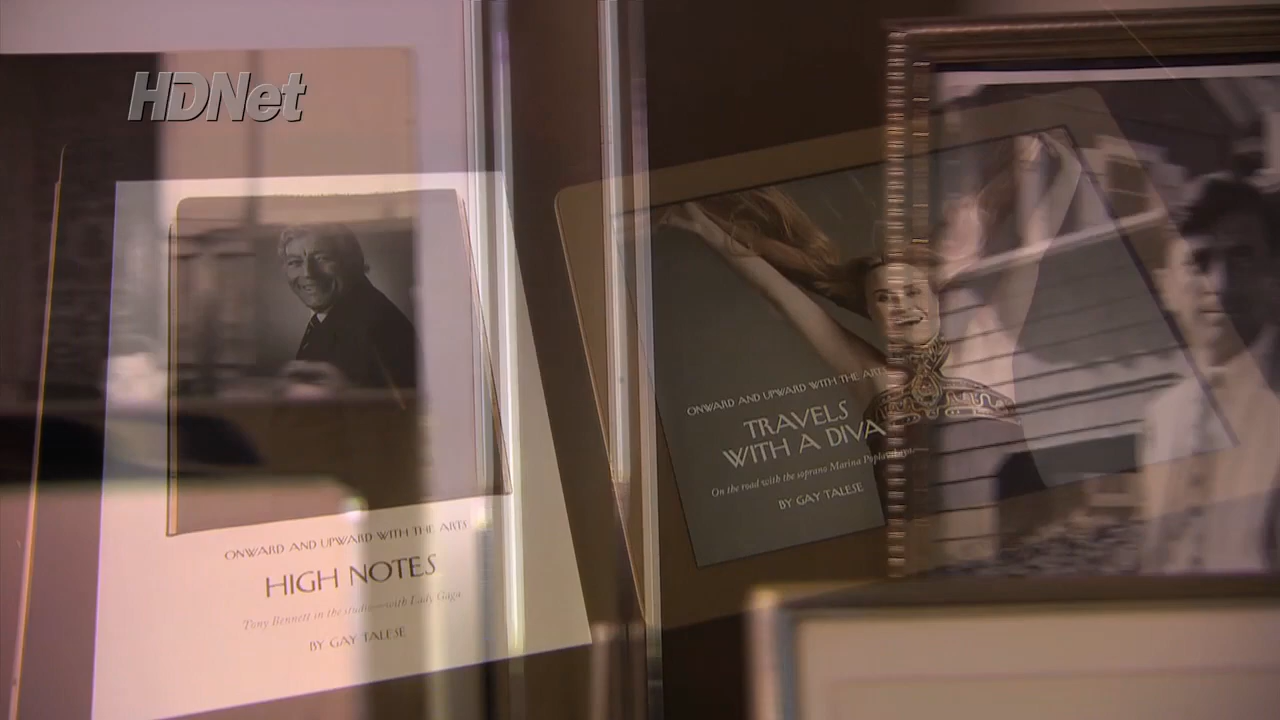 HDNet
ONWARD AND UPWARD WITH THE ARTS
HIGH NOTES
Tony Bennett in the studio—with Lady Gaga.
BY GAY TALESE
ONWARD AND UPWARD WITH THE ARTS
TRAVELS
WITH A DIVA
On the road with the soprano Marina Poplavskaya.
BY GAY TALESE